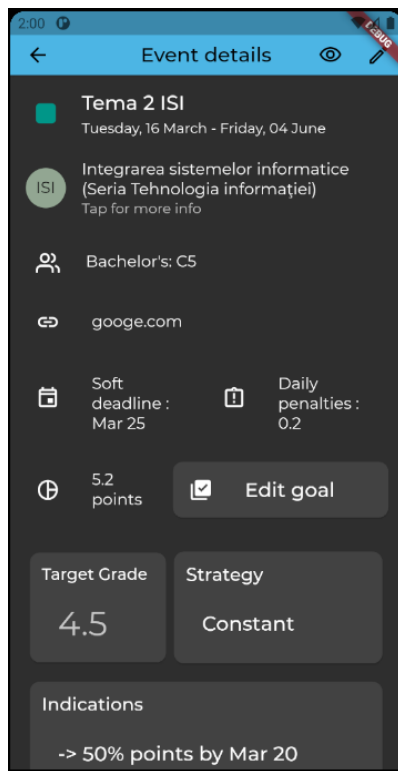 2:00
DEBUG
Event details
Tema 2 ISI
Tuesday, 16 March - Friday, 04 June
ISI
Integrarea sistemelor informatice
(Seria Tehnologia informației)
Tap for more info
Bachelor's: C5
googe.com
Soft
deadline :
Mar 25
Daily
penalties :
0.2
5.2
points
Edit goal
Target Grade
4.5
Strategy
Constant
Indications
-> 50% points by Mar 20